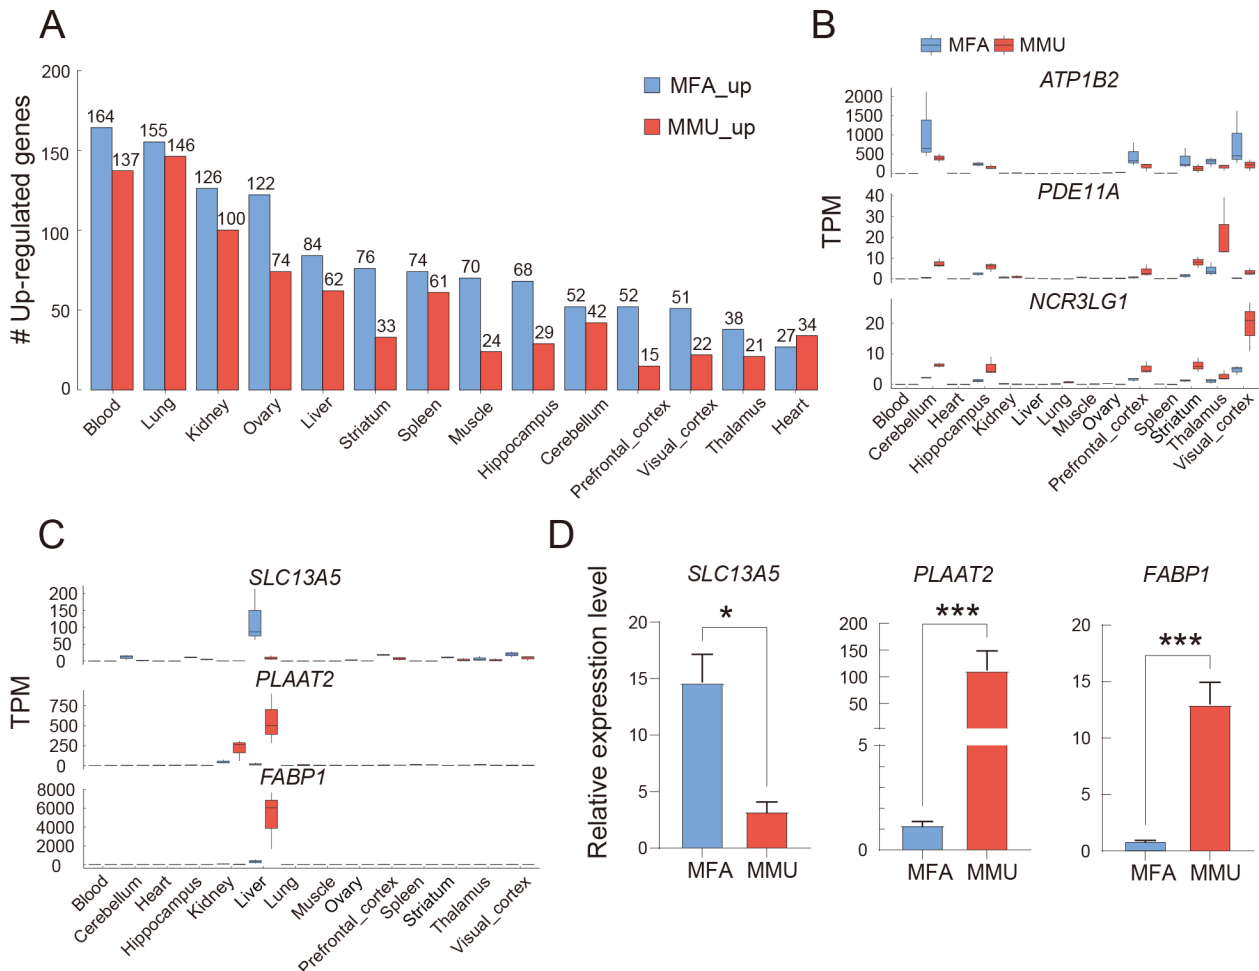 A
# Up-regulated genes
200
150
100
50
0
MFA_up
MMU_up
164 137
155 146
126 100
122 74
84 62
76 33
74 61
70 24
68 29
52 42
52 15
51 22
38 21
27 34
Blood
Lung
Kidney
Ovary
Liver
Striatum
Spleen
Muscle
Hippocampus
Cerebellum
Prefrontal_cortex
Visual_cortex
Thalamus
Heart
B
MFA MMU
TPM
ATP1B2
2000
1500
1000
500
0
PDE11A
40
30
20
10
0
NCR3LG1
20
10
0
Blood
Cerebellum
Heart
Hippocampus
Kidney
Liver
Lung
Muscle
Ovary
Prefrontal_cortex
Spleen
Striatum
Thalamus
Visual_cortex
C
TPM
SLC13A5
200
150
100
50
0
PLAAT2
750
500
250
0
FABP1
8000
6000
4000
2000
0
Blood
Cerebellum
Heart
Hippocampus
Kidney
Liver
Lung
Muscle
Ovary
Prefrontal_cortex
Spleen
Striatum
Thalamus
Visual_cortex
D
Relative expresstion level
SLC13A5
*
20
15
10
5
0
MFA MMU
PLAAT2
***
200
150
100
50
5
0
MFA MMU
FABP1
***
20
15
10
5
0
MFA MMU